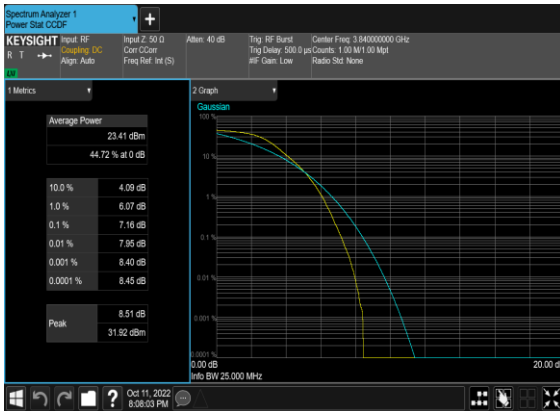 Spectrum Analyzer 1
Power Stat CCDF
KEYSIGHT
R T
LXI
Input: RF
Coupling: DC
Align: Auto
Input Z: 50 Ω
Corr CCorr
Freq Ref: Int (S)
Atten: 40 dB
Trig: RF Burst
Trig Delay: 500.0 µs
#IF Gain: Low
Center Freq: 3.840000000 GHz
Counts: 1.00 M/1.00 Mpt
Radio Std: None
1 Metrics
Average Power
23.41 dBm
44.72 % at 0 dB
10.0 % 4.09 dB
1.0 % 6.07 dB
0.1 % 7.16 dB
0.01 % 7.95 dB
0.001 % 8.40 dB
0.0001 % 8.45 dB
Peak
8.51 dB
31.92 dBm
2 Graph
Gaussian
100 %
10 %
1 %
0.1 %
0.01 %
0.001 %
0.0001 %
0.00 dB
20.00 d
Info BW 25.000 MHz
?
Oct 11, 2022
8:08:03 PM